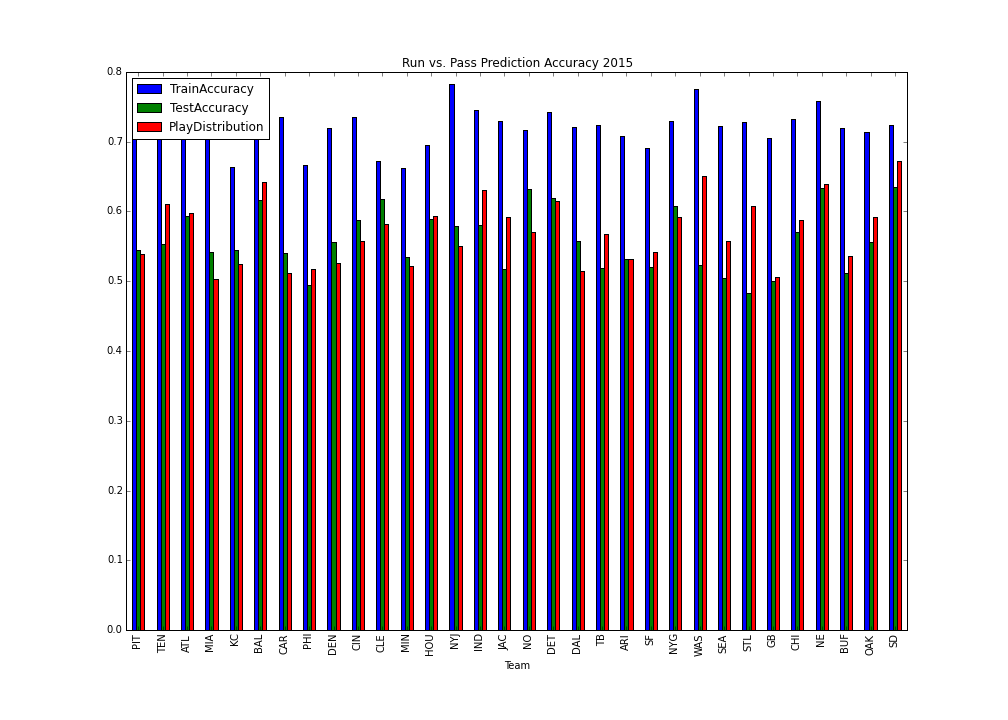 Run vs. Pass Prediction Accuracy 2015
TrainAccuracy
TestAccuracy
PlayDistribution
0.8
0.7
0.6
0.5
0.4
0.3
0.2
0.1
0.0
PIT
TEN
ATL
MIA
KC
BAL
CAR
PHI
DEN
CIN
CLE
MIN
HOU
NYJ
IND
JAC
NO
DET
DAL
TB
ARI
SF
NYG
WAS
SEA
STL
GB
CHI
NE
BUF
OAK
SD
Team